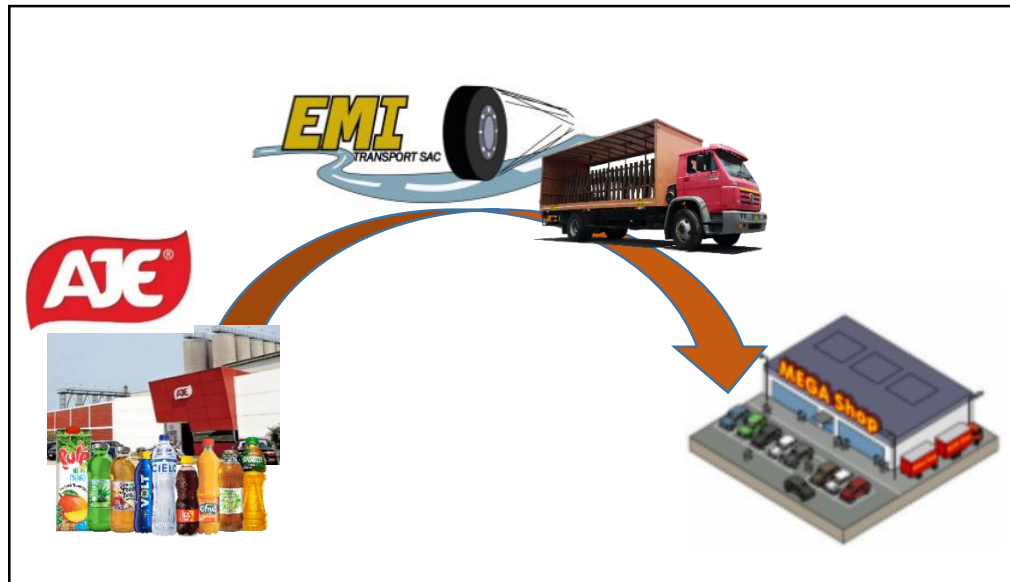 EMI
TRANSPORT SAC
AJE®
AJE
MEGA Shop
Pulp
VOLT
CIELO